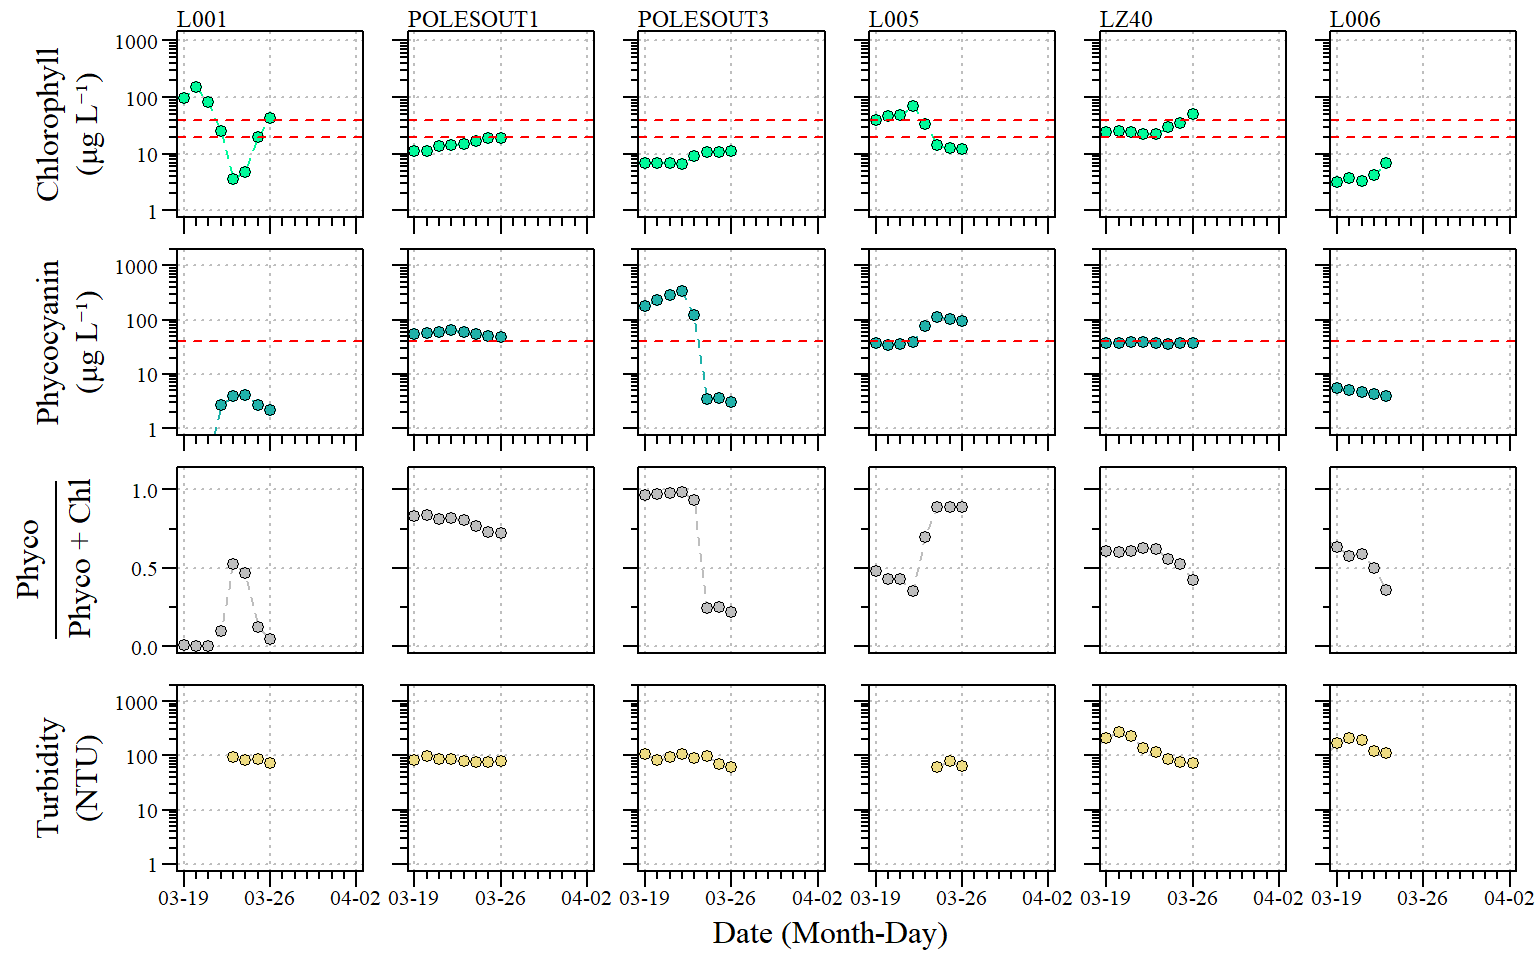 L001 POLESOUT1 POLESOUT3 L005 LZ40 L006
Chlorophyll
(µg L⁻¹)
1000
100
10
1
Phycocyanin
(µg L⁻¹)
1000
100
10
1
Phyco
Phyco + Chl
1.0
0.5
0.0
Turbidity
(NTU)
1000
100
10
1
03-19 03-26 04-02 03-19 03-26 04-02 03-19 03-26 04-02 03-19 03-26 04-02 03-19 03-26 04-02 03-19 03-26 04-02
Date (Month-Day)